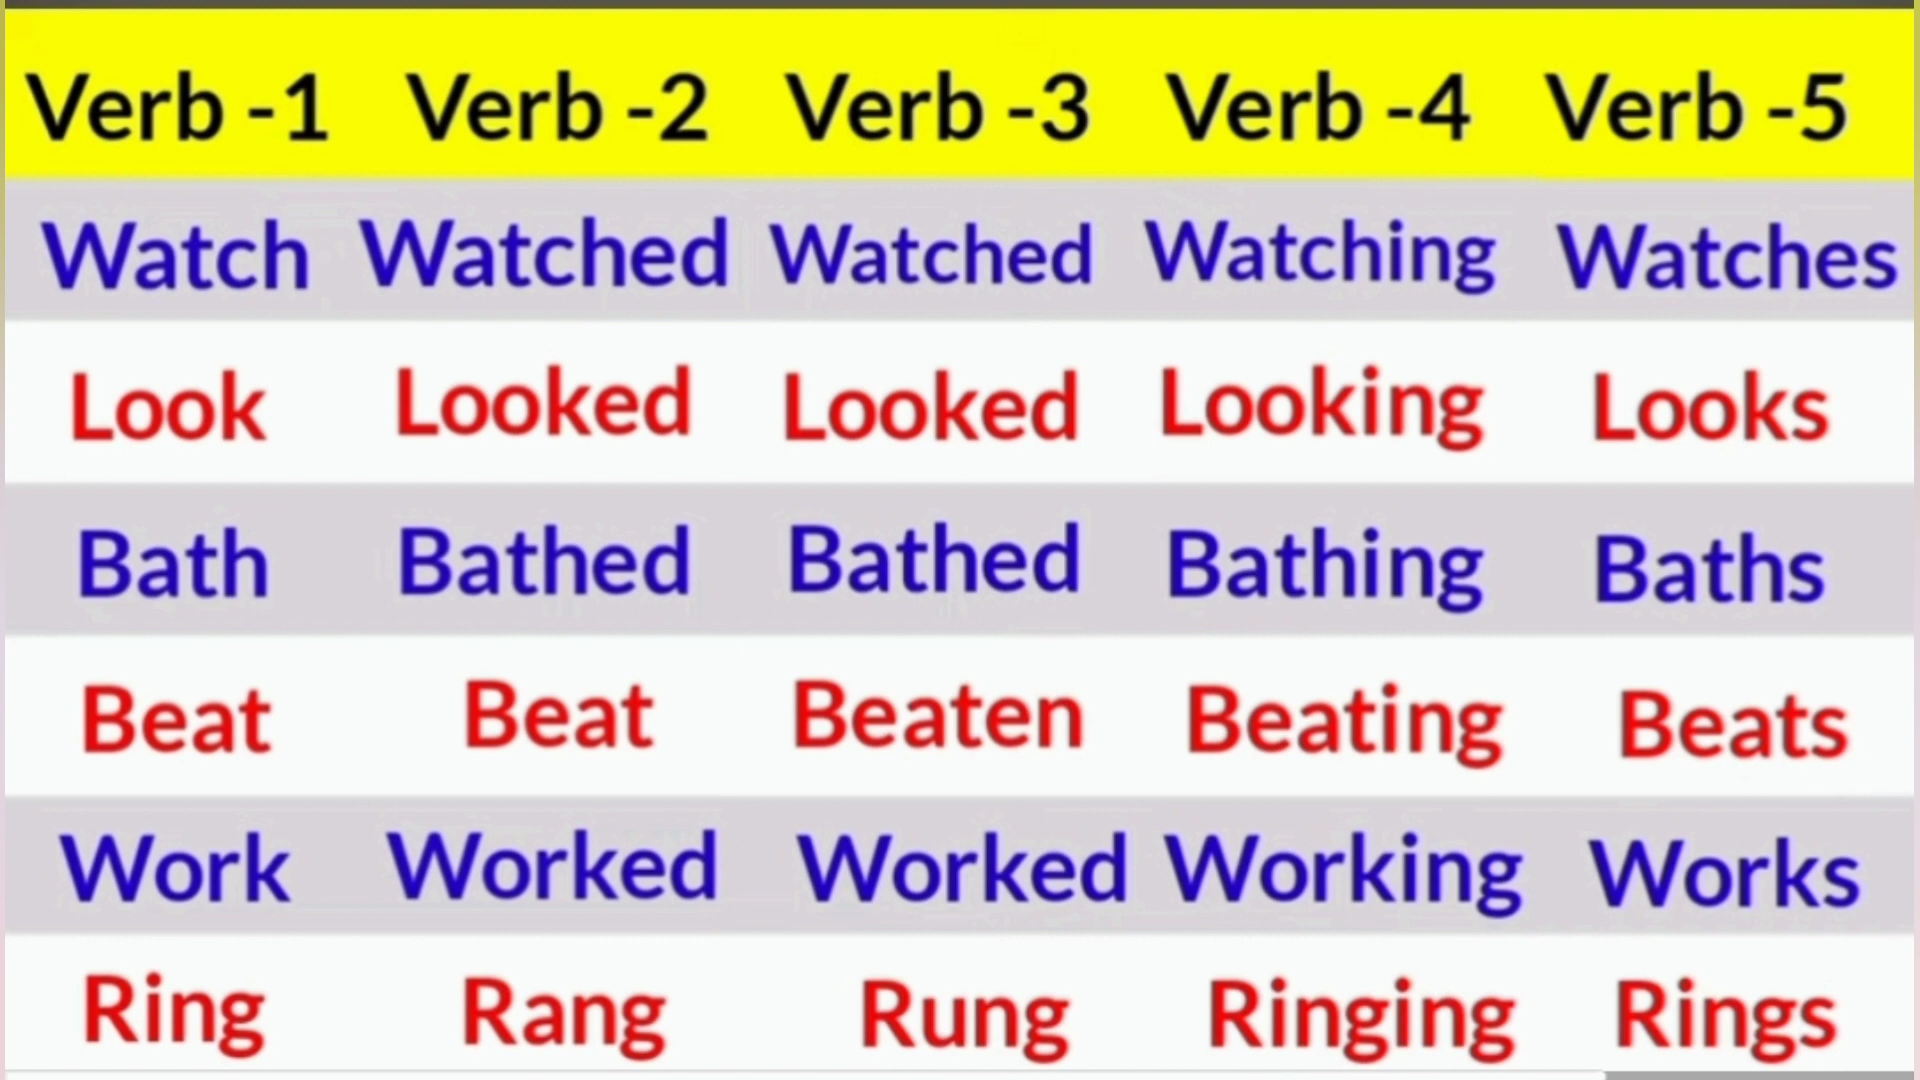 Verb -1 Verb -2 Verb -3 Verb -4 Verb -5
Watch Watched Watched Watching Watches
Look Looked Looked Looking Looks
Bath Bathed Bathed Bathing Baths
Beat Beat Beaten Beating Beats
Work Worked Worked Working Works
Ring Rang Rung Ringing Rings